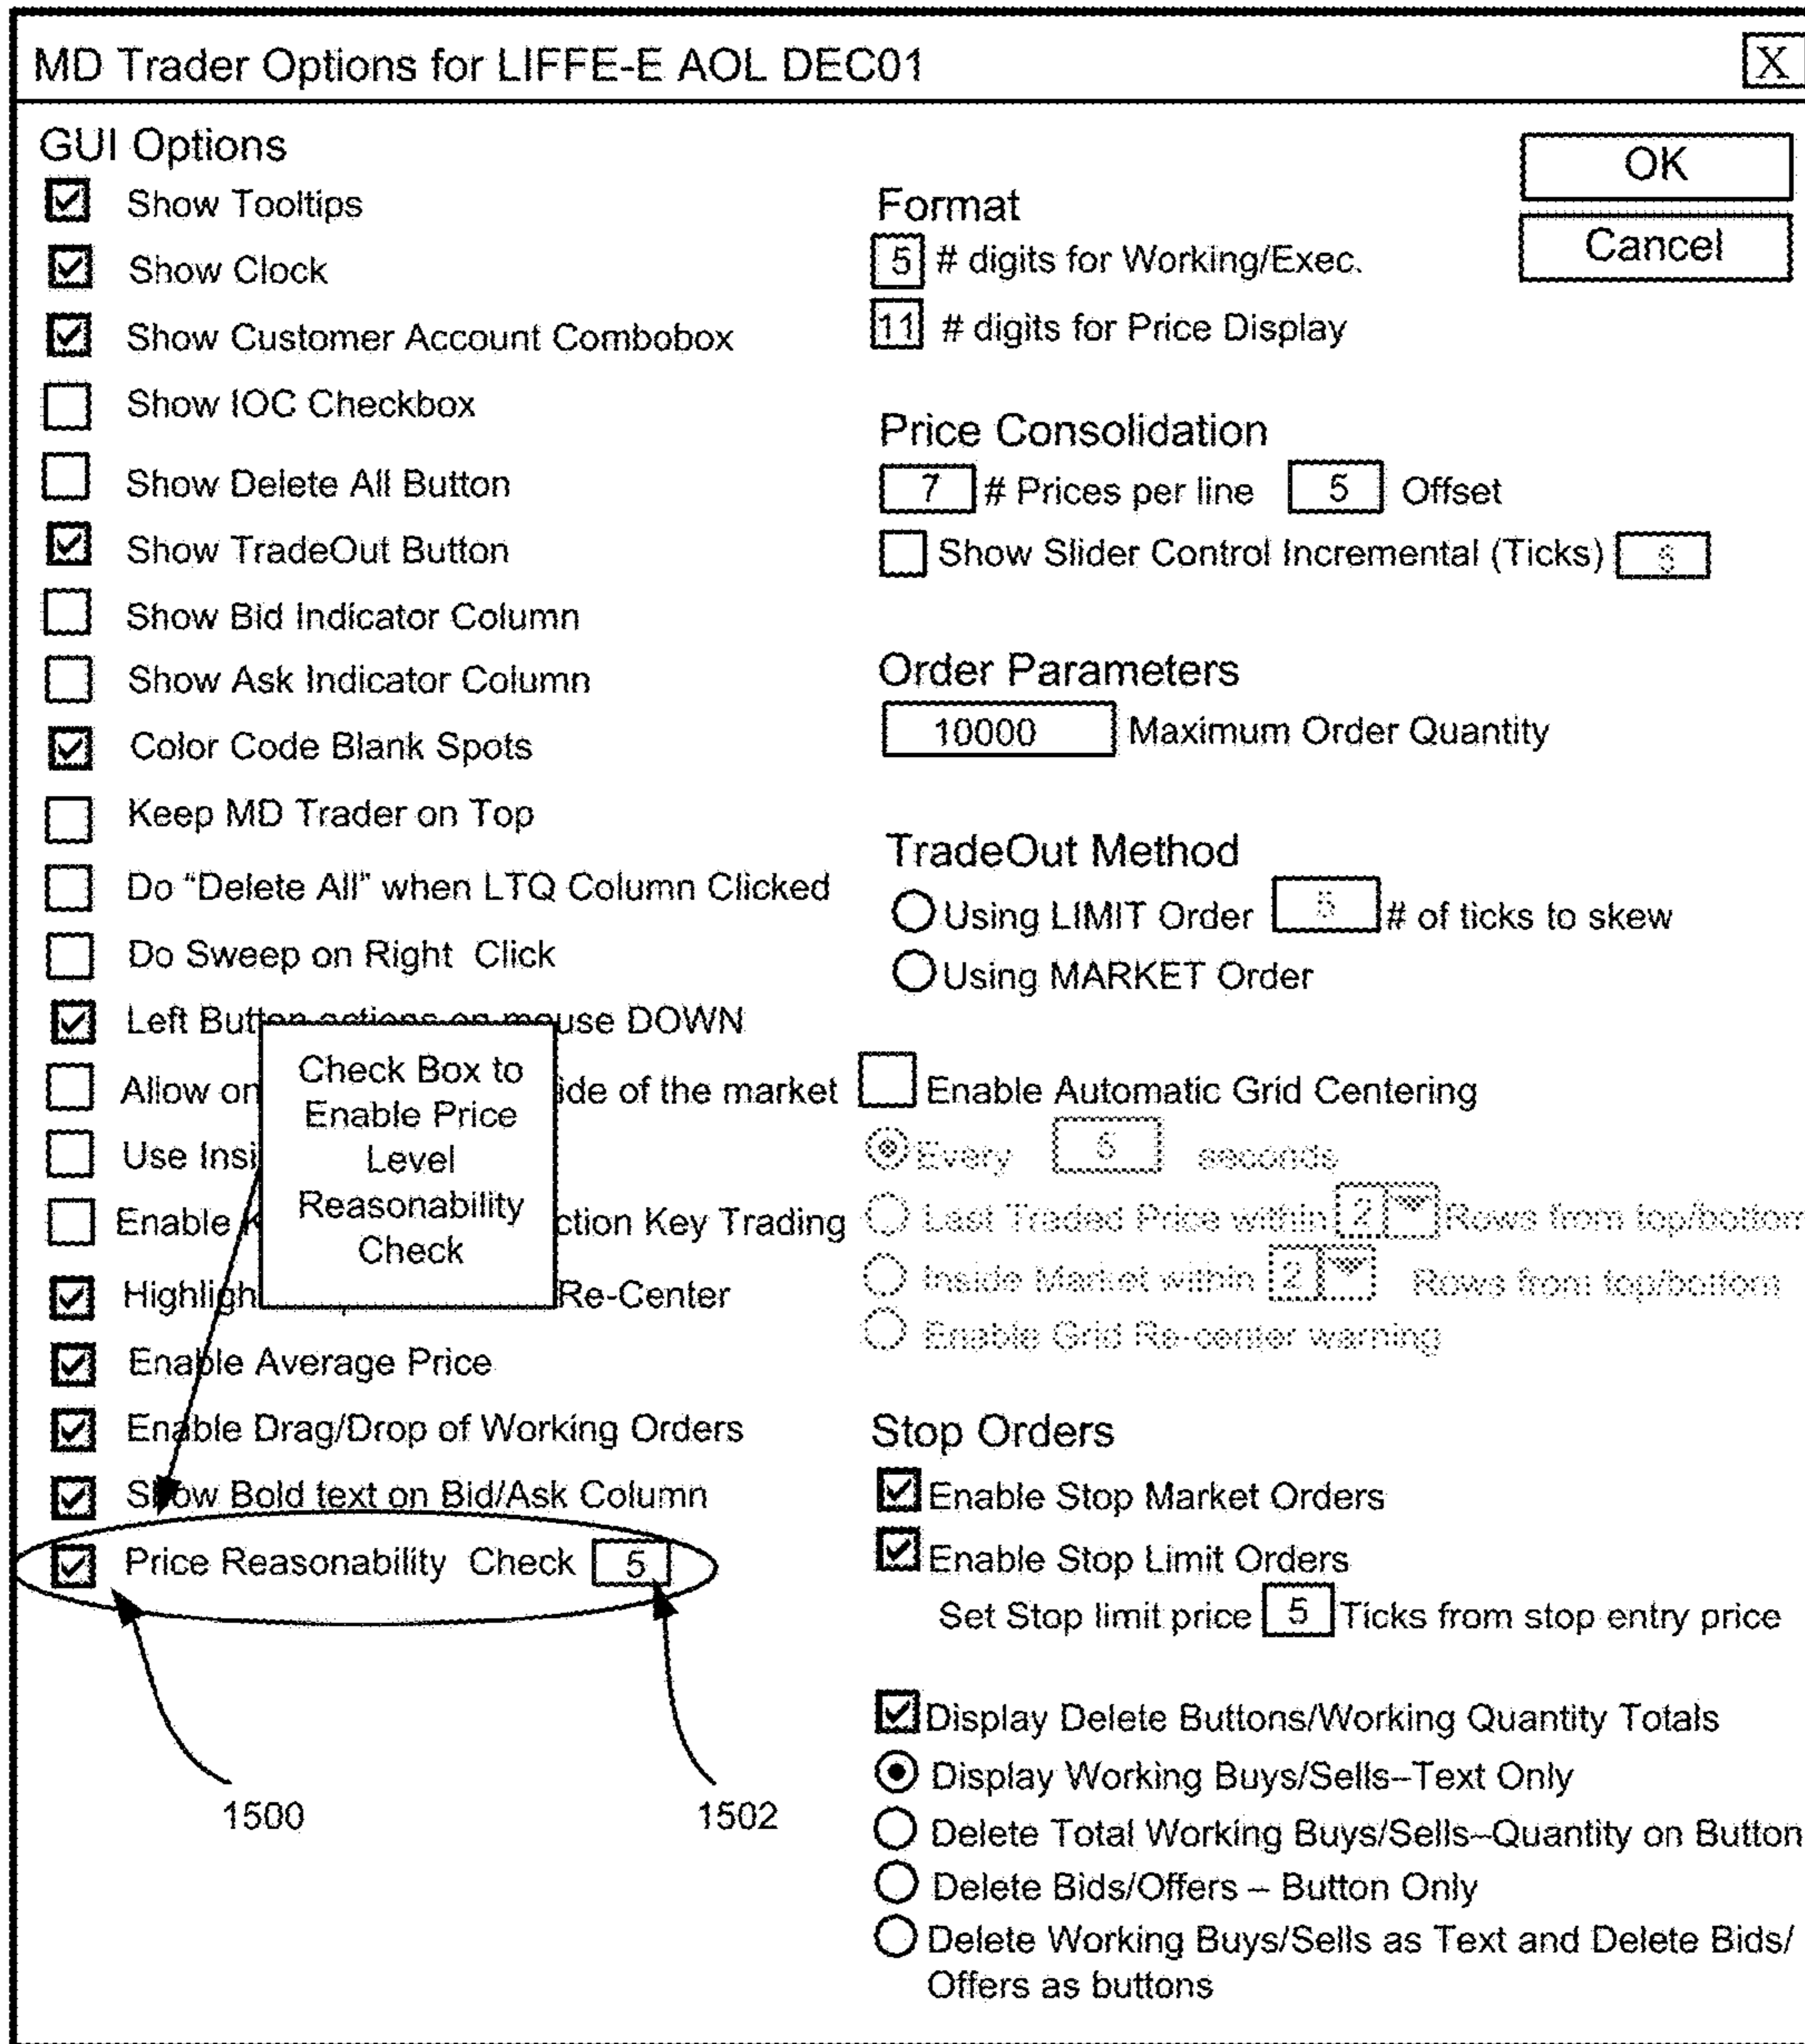 MD Trader Options for LIFFE-E AOL DEC01
X
GUI Options
Show Tooltips
Show Clock
Show Customer Account Combobox
Show IOC Checkbox
Show Delete All Button
Show TradeOut Button
Show Bid Indicator Column
Show Ask Indicator Column
Color Code Blank Spots
Keep MD Trader on Top
Do "Delete All" when LTQ Column Clicked
Do Sweep on Right Click
Left Button actions on mouse DOWN
Allow on ide of the market
Use Insi
Enable K ction Key Trading
Highligh Re-Center
Check Box to
Enable Price
Level
Reasonability
Check
Enable Average Price
Enable Drag/Drop of Working Orders
Show Bold text on Bid/Ask Column
Price Reasonability Check 5
1500
1502
OK
Cancel
Format
5 # digits for Working/Exec.
11 # digits for Price Display
Price Consolidation
7 # Prices per line 5 Offset
Show Slider Control Incremental (Ticks)
Order Parameters
10000 Maximum Order Quantity
TradeOut Method
Using LIMIT Order 5 # of ticks to skew
Using MARKET Order
Enable Automatic Grid Centering
Every seconds
Last Traded Price within 2 Rows from top/bottom
Inside Market within 2 Rows from top/bottom
Enable Grid Re-center warning
Stop Orders
Enable Stop Market Orders
Enable Stop Limit Orders
Set Stop limit price 5 Ticks from stop entry price
Display Delete Buttons/Working Quantity Totals
Display Working Buys/Sells–Text Only
Delete Total Working Buys/Sells–Quantity on Button
Delete Bids/Offers – Button Only
Delete Working Buys/Sells as Text and Delete Bids/
Offers as buttons